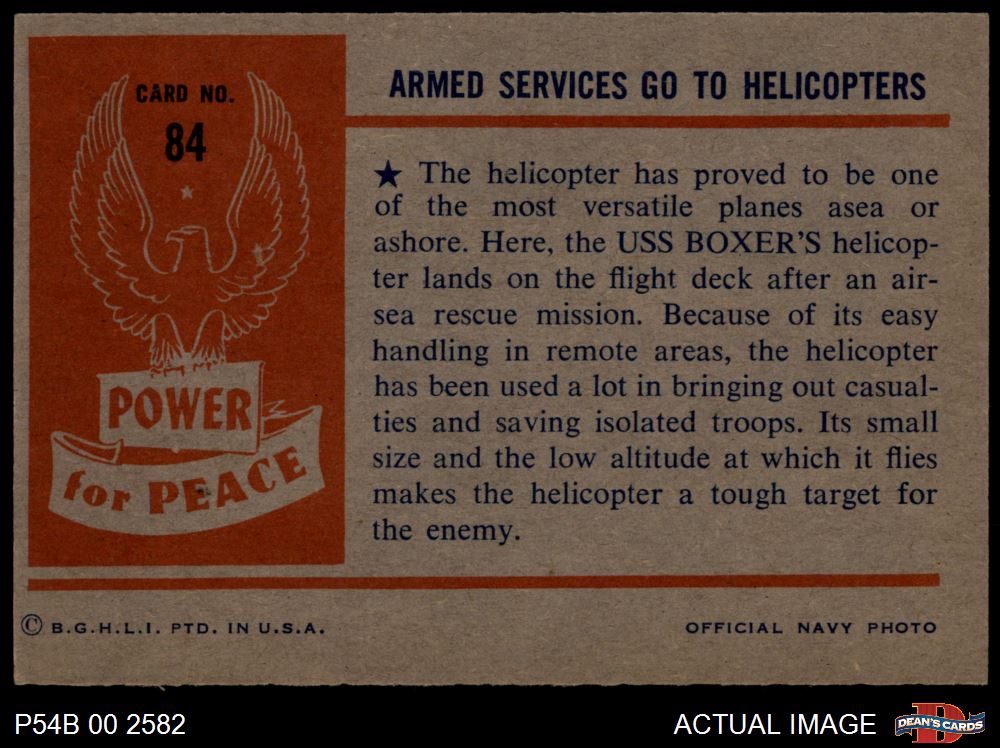 CARD NO.
84
POWER
for PEACE
ARMED SERVICES GO TO HELICOPTERS
★ The helicopter has proved to be one
of the most versatile planes asea or
ashore. Here, the USS BOXER'S helicop-
ter lands on the flight deck after an air-
sea rescue mission. Because of its easy
handling in remote areas, the helicopter
has been used a lot in bringing out casual-
ties and saving isolated troops. Its small
size and the low altitude at which it flies
makes the helicopter a tough target for
the enemy.
© B.G.H.L.I. PTD. IN U.S.A.
OFFICIAL NAVY PHOTO
P54B 00 2582
ACTUAL IMAGE
DEAN'S CARDS